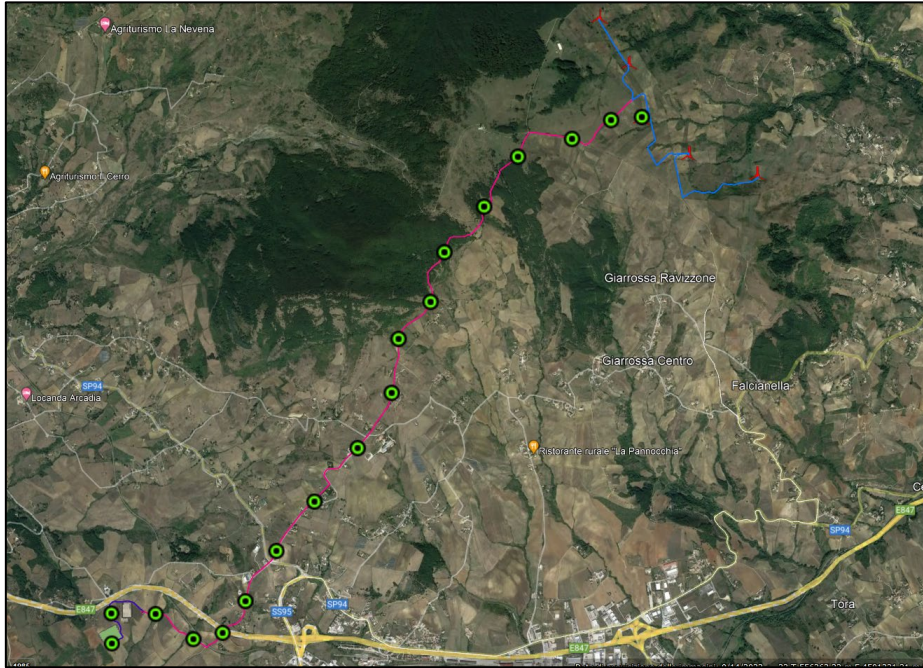 Agriturismo La Nevena
Agriturismo Il Cerro
Giarrossa Ravizzone
Giarrossa Centro
SP94
Falcianella
Locanda Arcadia
Ristorante rurale "La Pannocchia"
E847
SP94
E847
SS95
SP94
Tora
E847
1985